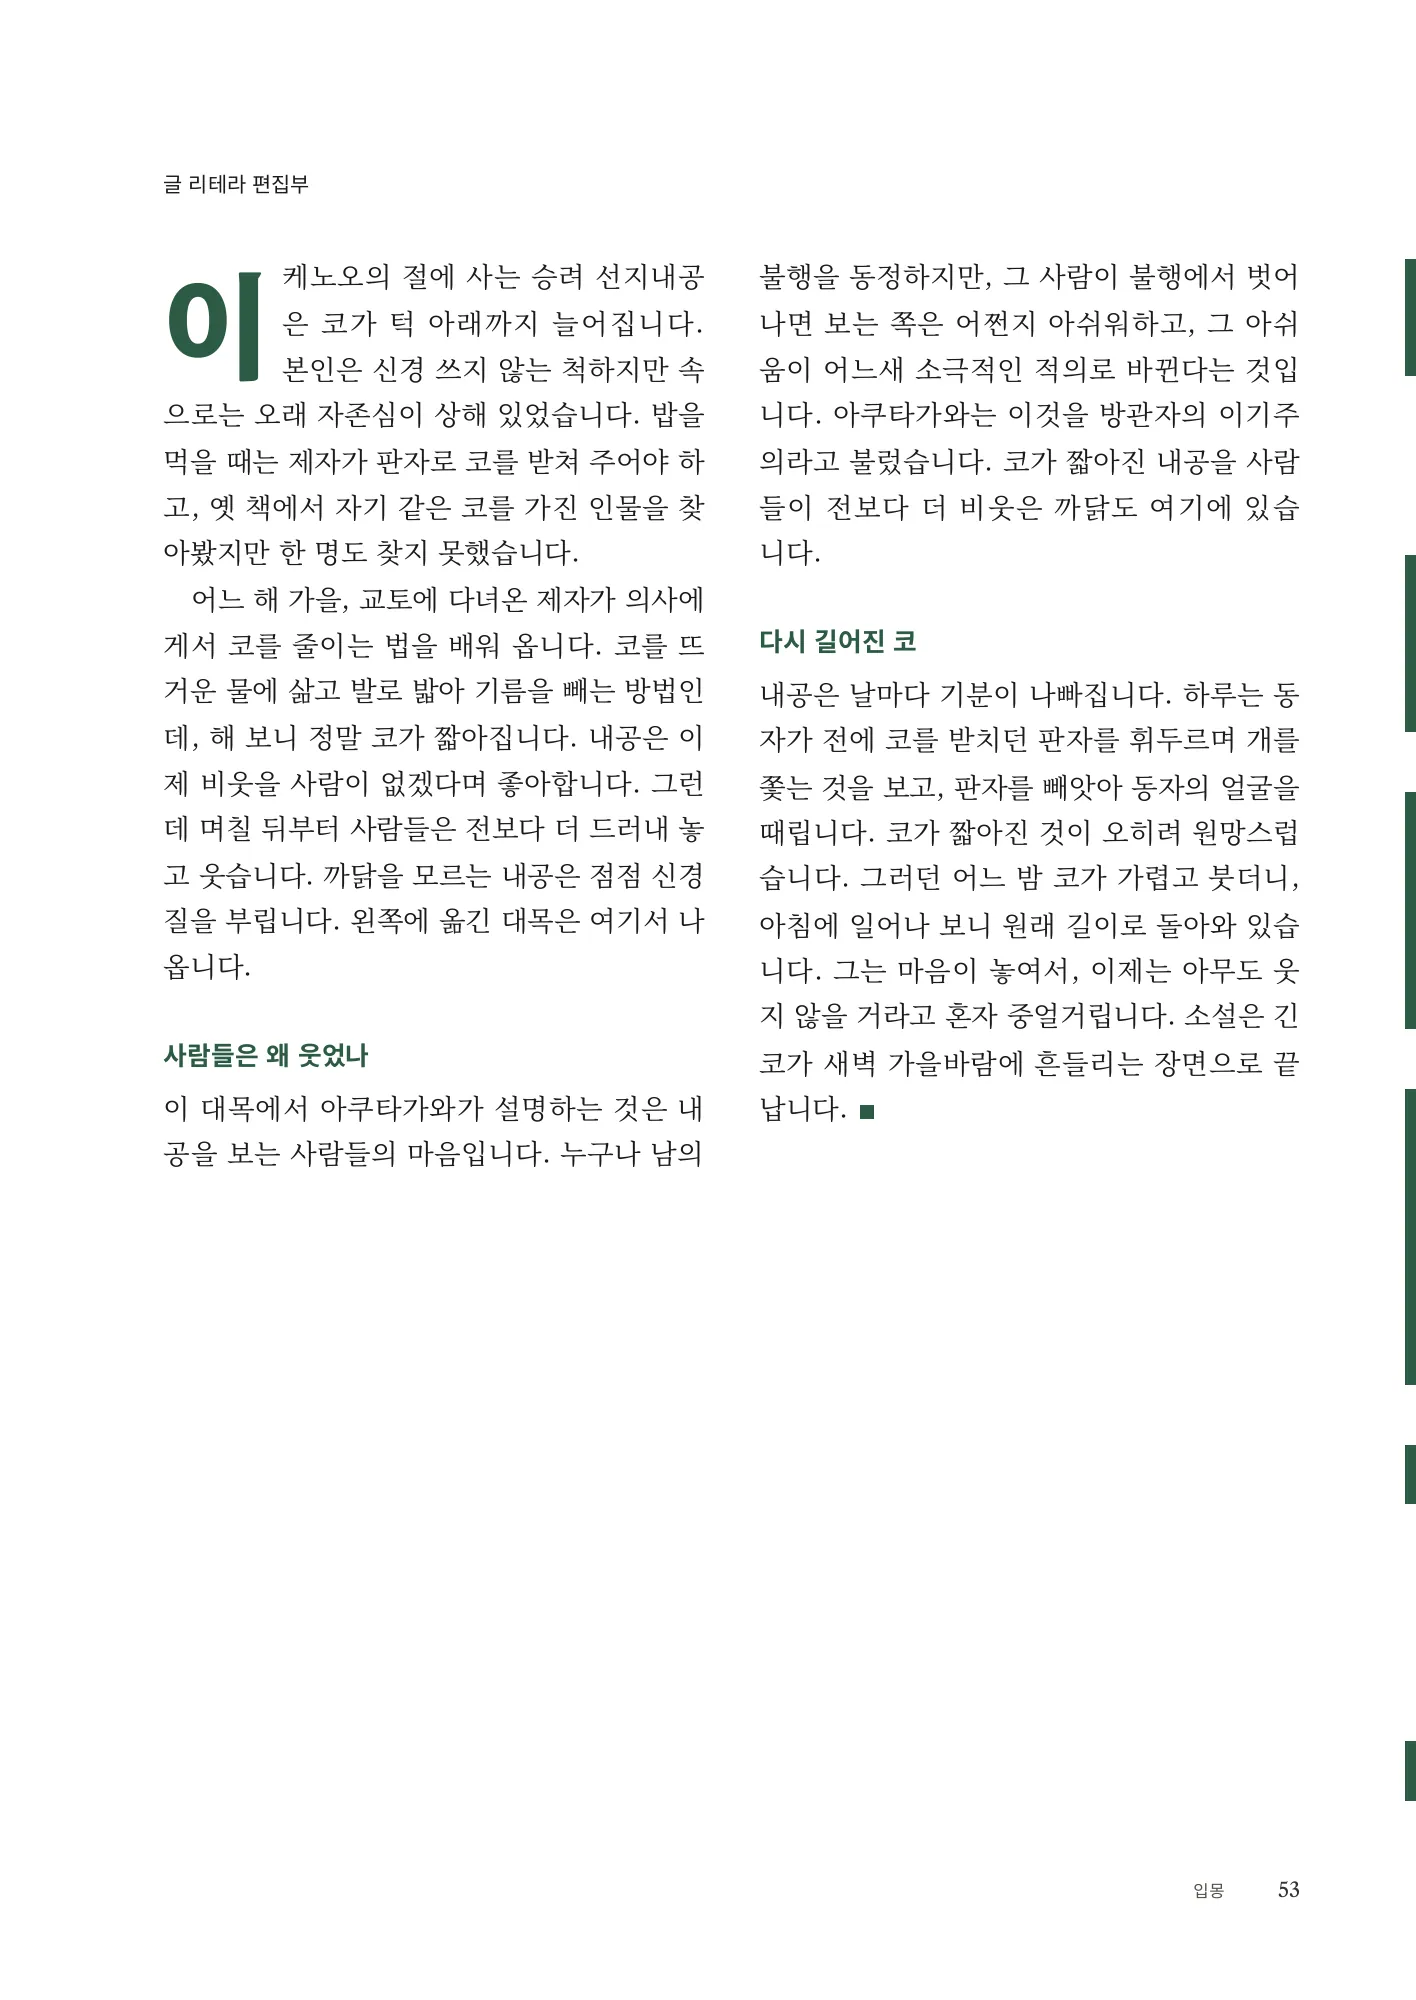 글 리테라 편집부
이케노오의 절에 사는 승려 선지내공
은 코가 턱 아래까지 늘어집니다.
본인은 신경 쓰지 않는 척하지만 속
으로는 오래 자존심이 상해 있었습니다. 밥을
먹을 때는 제자가 판자로 코를 받쳐 주어야 하
고, 옛 책에서 자기 같은 코를 가진 인물을 찾
아봤지만 한 명도 찾지 못했습니다.
어느 해 가을, 교토에 다녀온 제자가 의사에
게서 코를 줄이는 법을 배워 옵니다. 코를 뜨
거운 물에 삶고 발로 밟아 기름을 빼는 방법인
데, 해 보니 정말 코가 짧아집니다. 내공은 이
제 비웃을 사람이 없겠다며 좋아합니다. 그런
데 며칠 뒤부터 사람들은 전보다 더 드러내 놓
고 웃습니다. 까닭을 모르는 내공은 점점 신경
질을 부립니다. 왼쪽에 옮긴 대목은 여기서 나
옵니다.
사람들은 왜 웃었나
이 대목에서 아쿠타가와가 설명하는 것은 내
공을 보는 사람들의 마음입니다. 누구나 남의
불행을 동정하지만, 그 사람이 불행에서 벗어
나면 보는 쪽은 어쩐지 아쉬워하고, 그 아쉬
움이 어느새 소극적인 적의로 바뀐다는 것입
니다. 아쿠타가와는 이것을 방관자의 이기주
의라고 불렀습니다. 코가 짧아진 내공을 사람
들이 전보다 더 비웃은 까닭도 여기에 있습
니다.
다시 길어진 코
내공은 날마다 기분이 나빠집니다. 하루는 동
자가 전에 코를 받치던 판자를 휘두르며 개를
쫓는 것을 보고, 판자를 빼앗아 동자의 얼굴을
때립니다. 코가 짧아진 것이 오히려 원망스럽
습니다. 그러던 어느 밤 코가 가렵고 붓더니,
아침에 일어나 보니 원래 길이로 돌아와 있습
니다. 그는 마음이 놓여서, 이제는 아무도 웃
지 않을 거라고 혼자 중얼거립니다. 소설은 긴
코가 새벽 가을바람에 흔들리는 장면으로 끝
납니다. ■
입몽 53